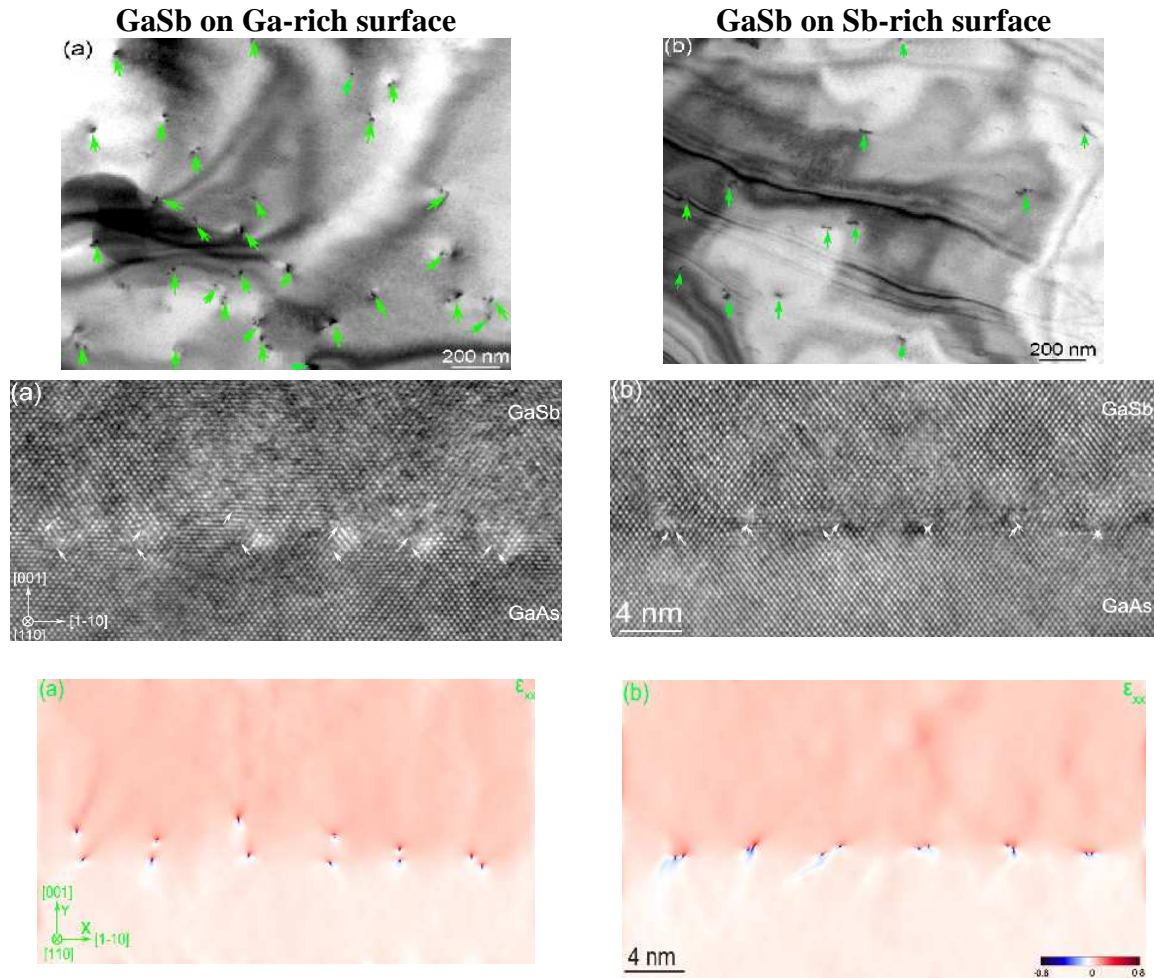 GaSb on Ga-rich surface
GaSb on Sb-rich surface
(a)
200 nm
(b)
200 nm
(a)
GaSb
[001]
[1-10]
[110]
GaAs
(b)
GaSb
4 nm
GaAs
(a)
εxx
[001]
Y
X
[1-10]
[110]
(b)
εxx
4 nm
-0.8
0
0.8